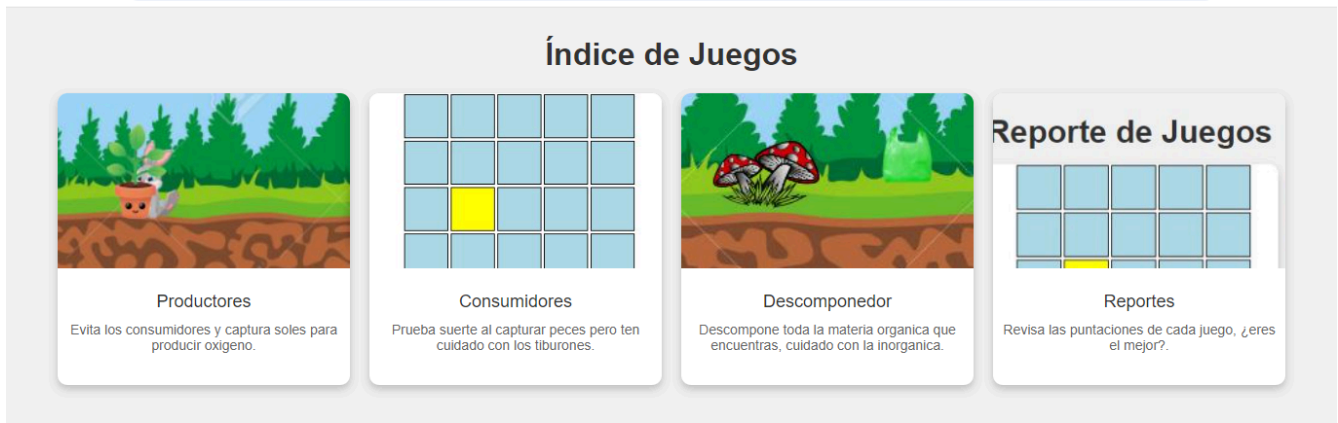 Índice de Juegos
Reporte de Juegos
Productores
Evita los consumidores y captura soles para
producir oxigeno.
Consumidores
Prueba suerte al capturar peces pero ten
cuidado con los tiburones.
Descomponedor
Descompone toda la materia organica que
encuentras, cuidado con la inorganica.
Reportes
Revisa las puntaciones de cada juego, ¿eres
el mejor?.